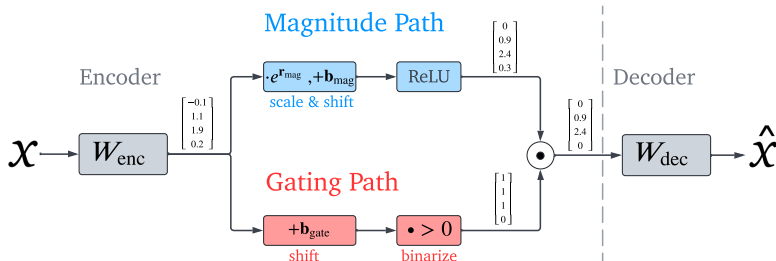 Magnitude Path
Encoder
Decoder
·e^r_mag ,+b_mag
ReLU
scale & shift
[0 0.9 2.4 0.3]
[−0.1 1.1 1.9 0.2]
[0 0.9 2.4 0]
x
W_enc
W_dec
x̂
Gating Path
[1 1 1 0]
+b_gate
• > 0
shift
binarize